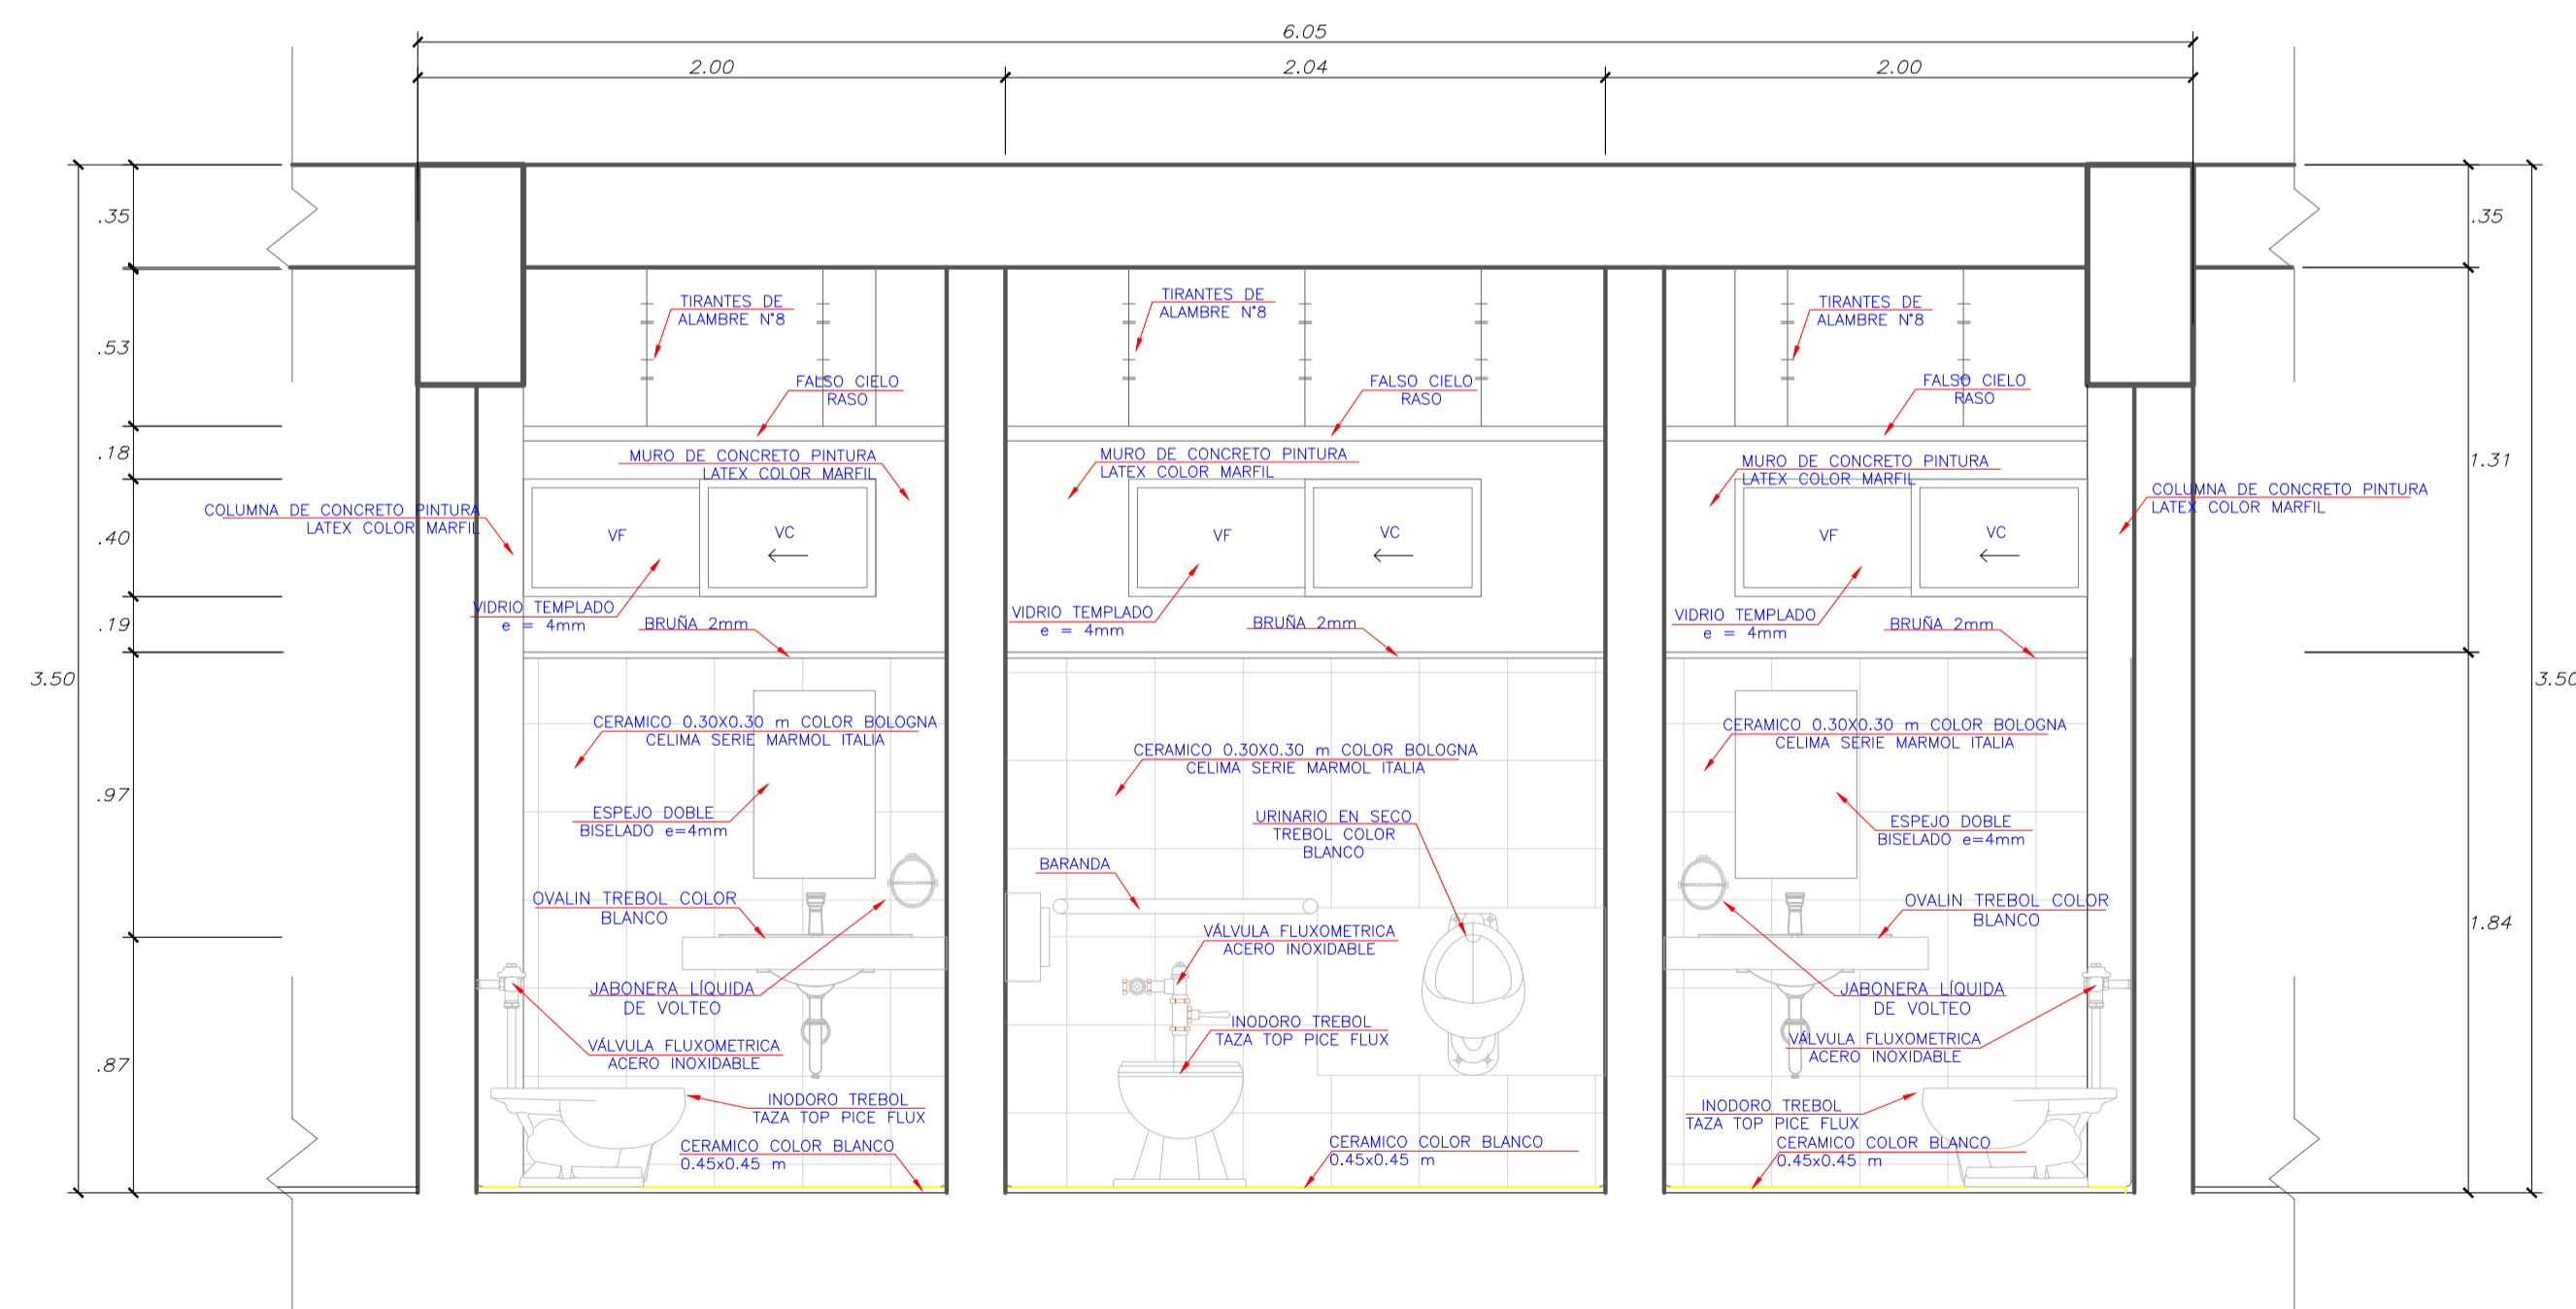 6.05
2.00
2.04
2.00
.35
.53
.18
.40
.19
.97
.87
3.50
TIRANTES DE
ALAMBRE N°8
FALSO CIELO
RASO
MURO DE CONCRETO PINTURA
LATEX COLOR MARFIL
COLUMNA DE CONCRETO PINTURA
LATEX COLOR MARFIL
VF
VC
VIDRIO TEMPLADO
e = 4mm
BRUÑA 2mm
CERAMICO 0.30X0.30 m COLOR BOLOGNA
CELIMA SERIE MARMOL ITALIA
ESPEJO DOBLE
BISELADO e=4mm
OVALIN TREBOL COLOR
BLANCO
JABONERA LÍQUIDA
DE VOLTEO
VÁLVULA FLUXOMETRICA
ACERO INOXIDABLE
INODORO TREBOL
TAZA TOP PICE FLUX
CERAMICO COLOR BLANCO
0.45x0.45 m
TIRANTES DE
ALAMBRE N°8
FALSO CIELO
RASO
MURO DE CONCRETO PINTURA
LATEX COLOR MARFIL
VF
VC
VIDRIO TEMPLADO
e = 4mm
BRUÑA 2mm
CERAMICO 0.30X0.30 m COLOR BOLOGNA
CELIMA SERIE MARMOL ITALIA
URINARIO EN SECO
TREBOL COLOR
BLANCO
BARANDA
VÁLVULA FLUXOMETRICA
ACERO INOXIDABLE
INODORO TREBOL
TAZA TOP PICE FLUX
CERAMICO COLOR BLANCO
0.45x0.45 m
TIRANTES DE
ALAMBRE N°8
FALSO CIELO
RASO
MURO DE CONCRETO PINTURA
LATEX COLOR MARFIL
COLUMNA DE CONCRETO PINTURA
LATEX COLOR MARFIL
VF
VC
VIDRIO TEMPLADO
e = 4mm
BRUÑA 2mm
CERAMICO 0.30X0.30 m COLOR BOLOGNA
CELIMA SERIE MARMOL ITALIA
ESPEJO DOBLE
BISELADO e=4mm
OVALIN TREBOL COLOR
BLANCO
JABONERA LÍQUIDA
DE VOLTEO
VÁLVULA FLUXOMETRICA
ACERO INOXIDABLE
INODORO TREBOL
TAZA TOP PICE FLUX
CERAMICO COLOR BLANCO
0.45x0.45 m
.35
1.31
1.84
3.50